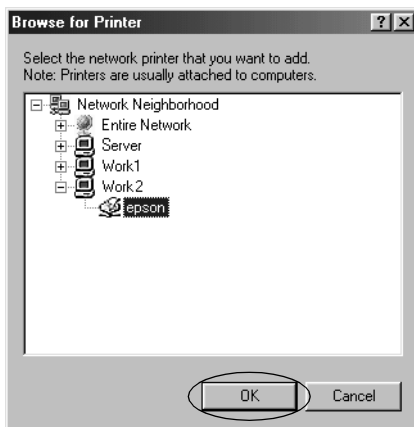 Browse for Printer
Select the network printer that you want to add.
Note: Printers are usually attached to computers.
Network Neighborhood
Entire Network
Server
Work1
Work2
epson
OK Cancel